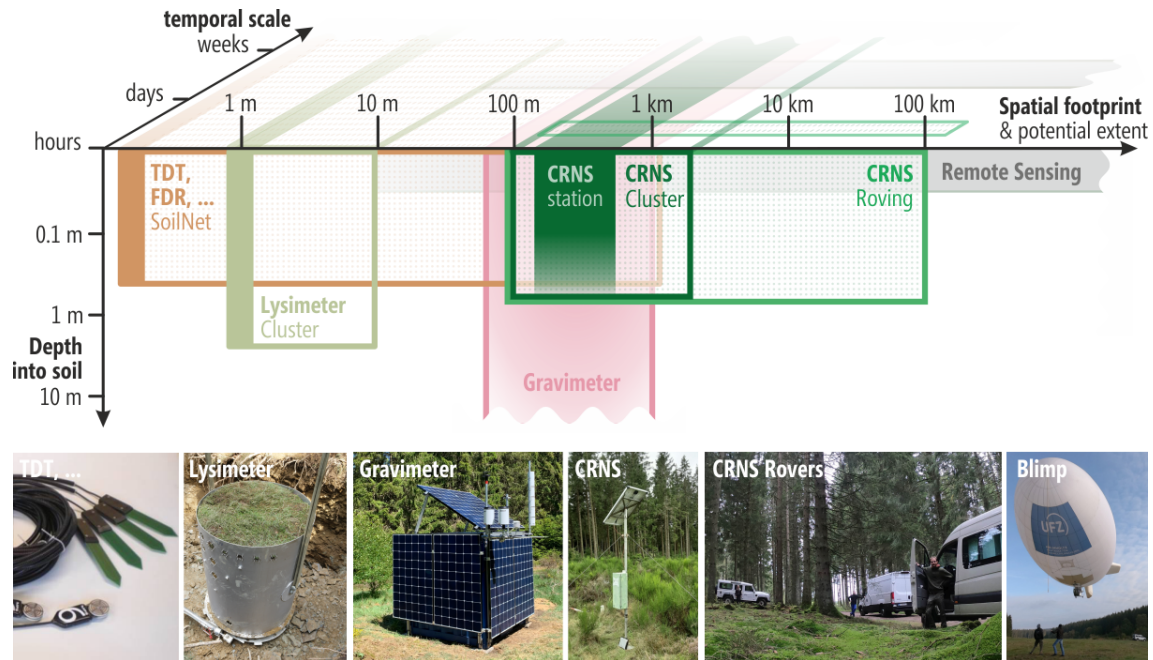 temporal scale
weeks
days
hours
1 m
10 m
100 m
1 km
10 km
100 km
Spatial footprint
& potential extent
TDT,
FDR, ...
SoilNet
CRNS
station
CRNS
Cluster
CRNS
Roving
Remote Sensing
0.1 m
Lysimeter
Cluster
1 m
Depth
into soil
10 m
Gravimeter
TDT, ...
Lysimeter
Gravimeter
CRNS
CRNS Rovers
Blimp
UFZ